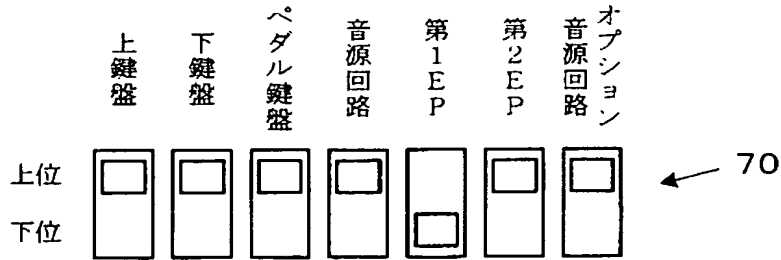 上鍵盤
下鍵盤
ペダル鍵盤
音源回路
第1EP
第2EP
オプション
音源回路
上位
下位
70